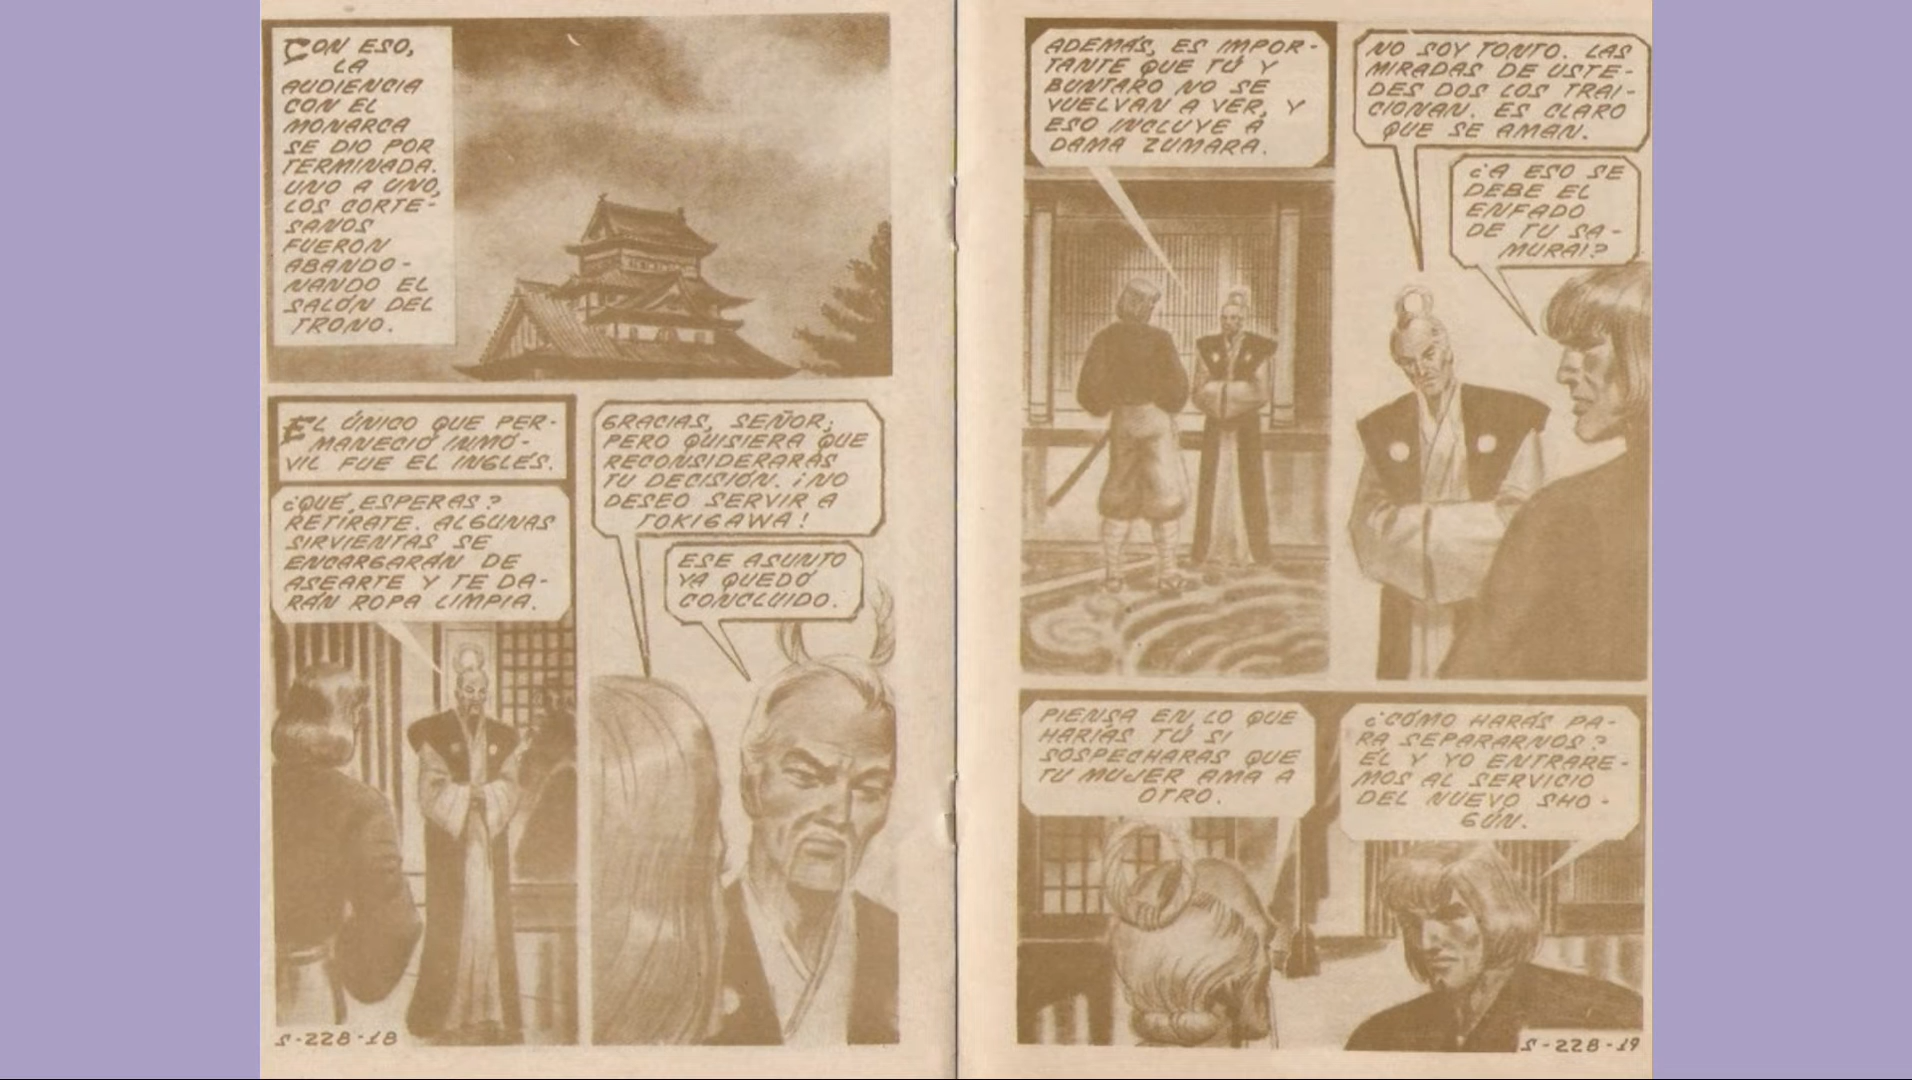 CON ESO,
LA
AUDIENCIA
CON EL
MONARCA
SE DIO POR
TERMINADA.
UNO A UNO,
LOS CORTE-
SANOS
FUERON
ABANDO-
NANDO EL
SALÓN DEL
TRONO.
EL ÚNICO QUE PER-
MANECIÓ INMÓ-
VIL FUE EL INGLÉS.
¿QUÉ ESPERAS?
RETÍRATE. ALGUNAS
SIRVIENTAS SE
ENCARGARÁN DE
ASEARTE Y TE DA-
RÁN ROPA LIMPIA.
GRACIAS, SEÑOR;
PERO QUISIERA QUE
RECONSIDERARAS
TU DECISIÓN. ¡NO
DESEO SERVIR A
TOKIGAWA!
ESE ASUNTO
YA QUEDÓ
CONCLUIDO.
S-228-18
ADEMÁS, ES IMPOR-
TANTE QUE TÚ Y
BUNTARO NO SE
VUELVAN A VER, Y
ESO INCLUYE A
DAMA ZUMARA.
NO SOY TONTO. LAS
MIRADAS DE USTE-
DES DOS LOS TRAI-
CIONAN. ES CLARO
QUE SE AMAN.
¿A ESO SE
DEBE EL
ENFADO
DE TU SA-
MURAI?
PIENSA EN LO QUE
HARÍAS TÚ SI
SOSPECHARAS QUE
TU MUJER AMA A
OTRO.
¿CÓMO HARÁS PA-
RA SEPARARNOS?
ÉL Y YO ENTRARE-
MOS AL SERVICIO
DEL NUEVO SHO-
GÚN.
S-228-19